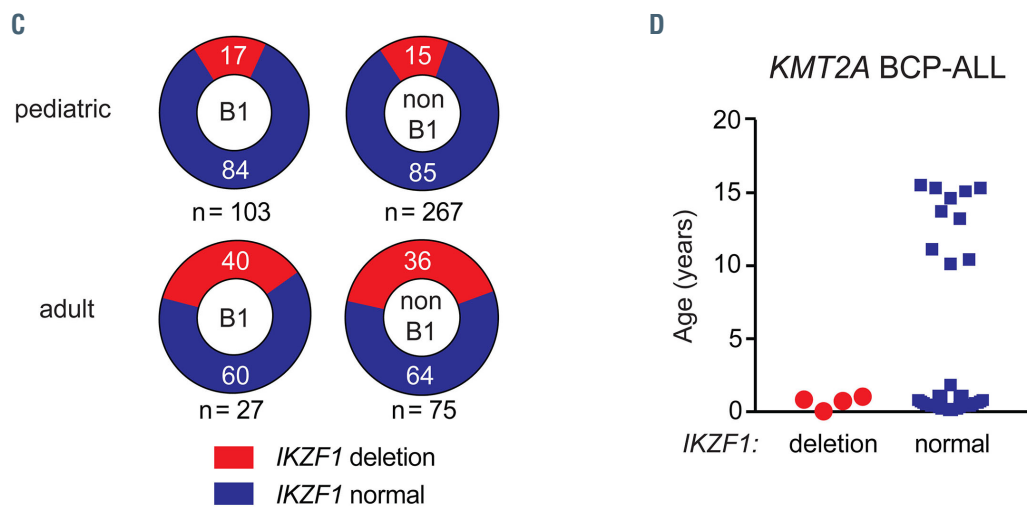 C
pediatric
17
B1
84
n= 103
15
non
B1
85
n= 267
adult
40
B1
60
n= 27
36
non
B1
64
n= 75
IKZF1 deletion
IKZF1 normal
D
KMT2A BCP-ALL
Age (years)
20
15
10
5
0
IKZF1: deletion normal